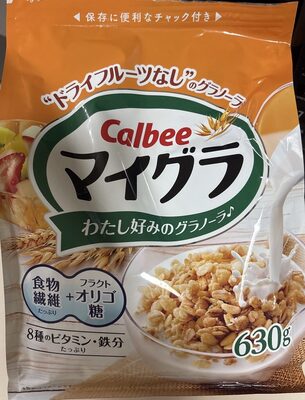 ◀ 保存に便利なチャック付き ▶
“ドライフルーツなし”のグラノーラ
Calbee
マイグラ
わたし好みのグラノーラ♪
食物
繊維
たっぷり
+
フラクト
オリゴ
糖
8種のビタミン・鉄分
たっぷり
630g